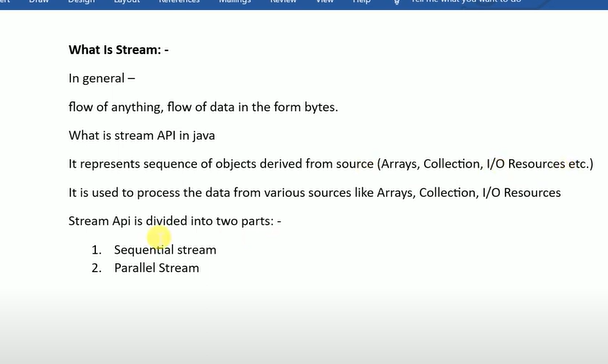 Draw Design Layout References Mailings Review View Help Tell me what you want to do
What Is Stream: -
In general –
flow of anything, flow of data in the form bytes.
What is stream API in java
It represents sequence of objects derived from source (Arrays, Collection, I/O Resources etc.)
It is used to process the data from various sources like Arrays, Collection, I/O Resources
Stream Api is divided into two parts: -
1. Sequential stream
2. Parallel Stream